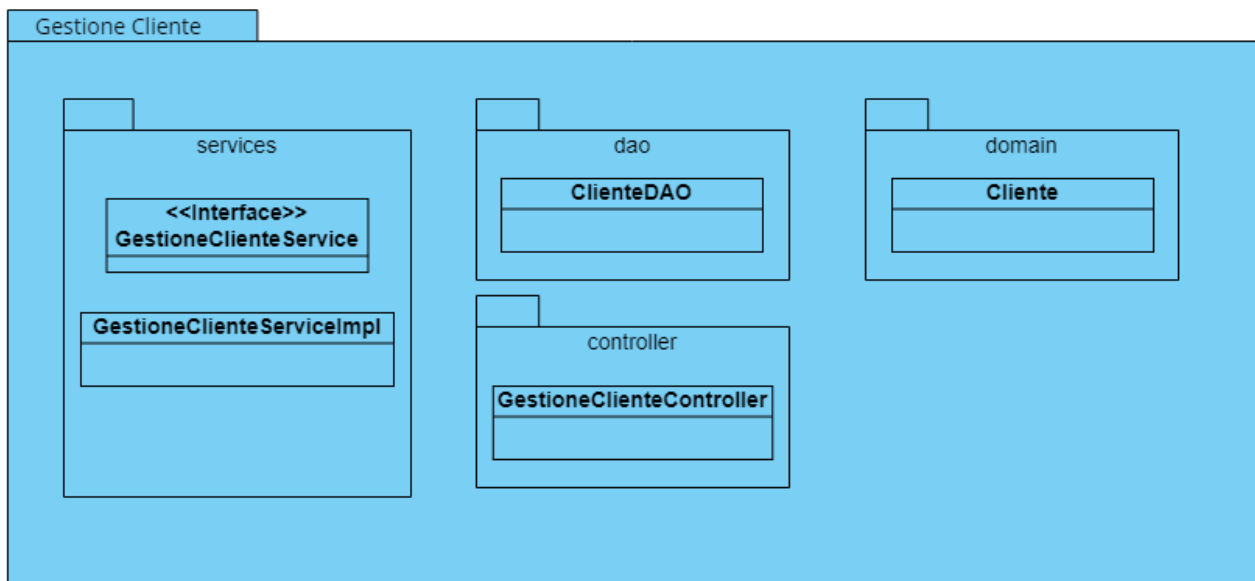 Gestione Cliente
services
<<Interface>>
GestioneClienteService
GestioneClienteServiceImpl
dao
ClienteDAO
controller
GestioneClienteController
domain
Cliente